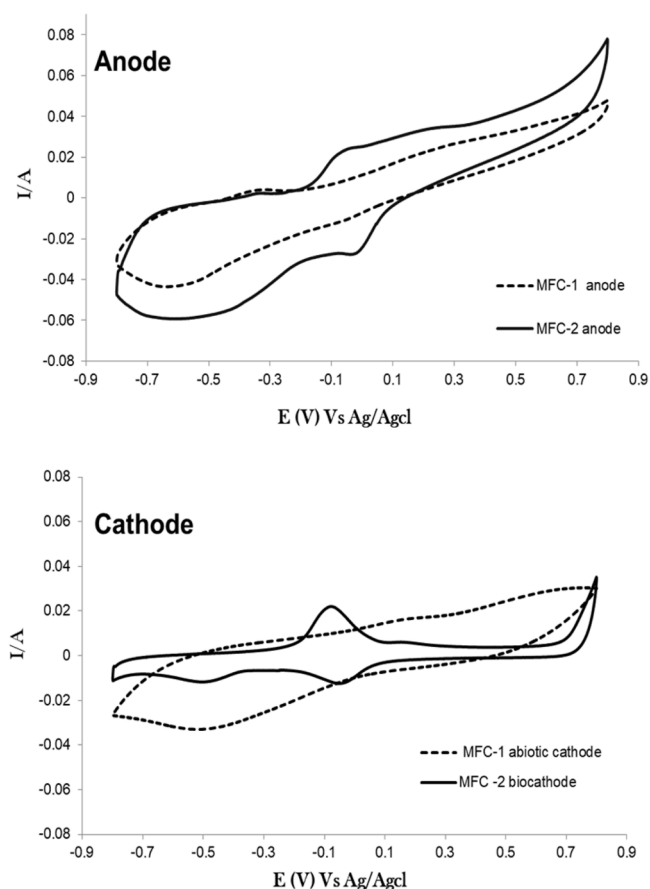 Anode
0.08
0.06
0.04
0.02
0
-0.02
-0.04
-0.06
-0.08
I/A
-0.9 -0.7 -0.5 -0.3 -0.1 0.1 0.3 0.5 0.7 0.9
E (V) Vs Ag/Agcl
MFC-1 anode
MFC-2 anode
Cathode
0.08
0.06
0.04
0.02
0
-0.02
-0.04
-0.06
-0.08
I/A
-0.9 -0.7 -0.5 -0.3 -0.1 0.1 0.3 0.5 0.7 0.9
E (V) Vs Ag/Agcl
MFC-1 abiotic cathode
MFC -2 biocathode